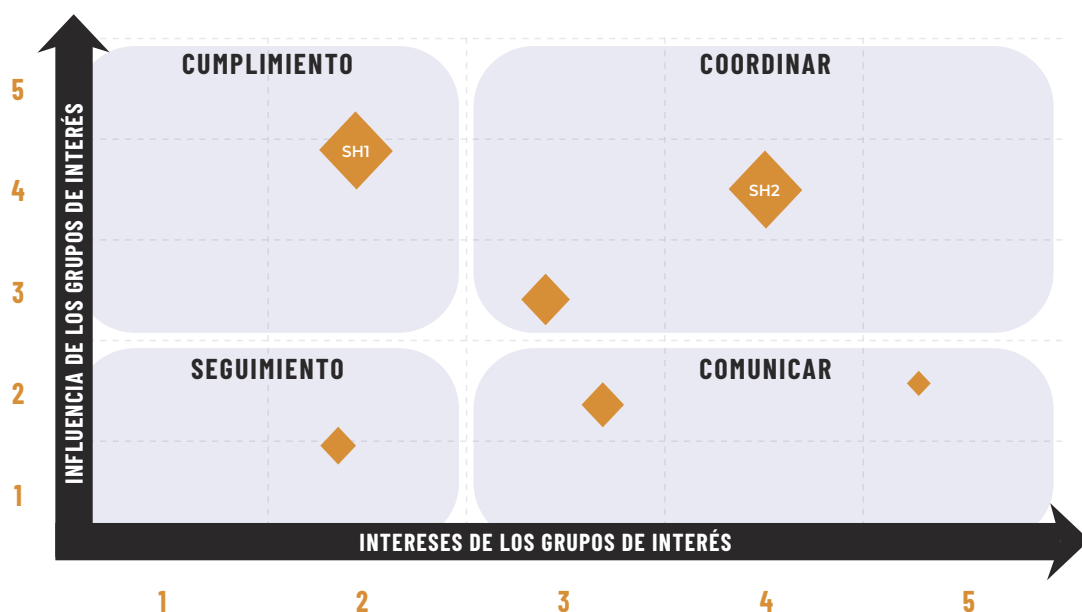 CUMPLIMIENTO
COORDINAR
5
SH1
4
SH2
INFLUENCIA DE LOS GRUPOS DE INTERÉS
3
SEGUIMIENTO
COMUNICAR
2
1
INTERESES DE LOS GRUPOS DE INTERÉS
1 2 3 4 5